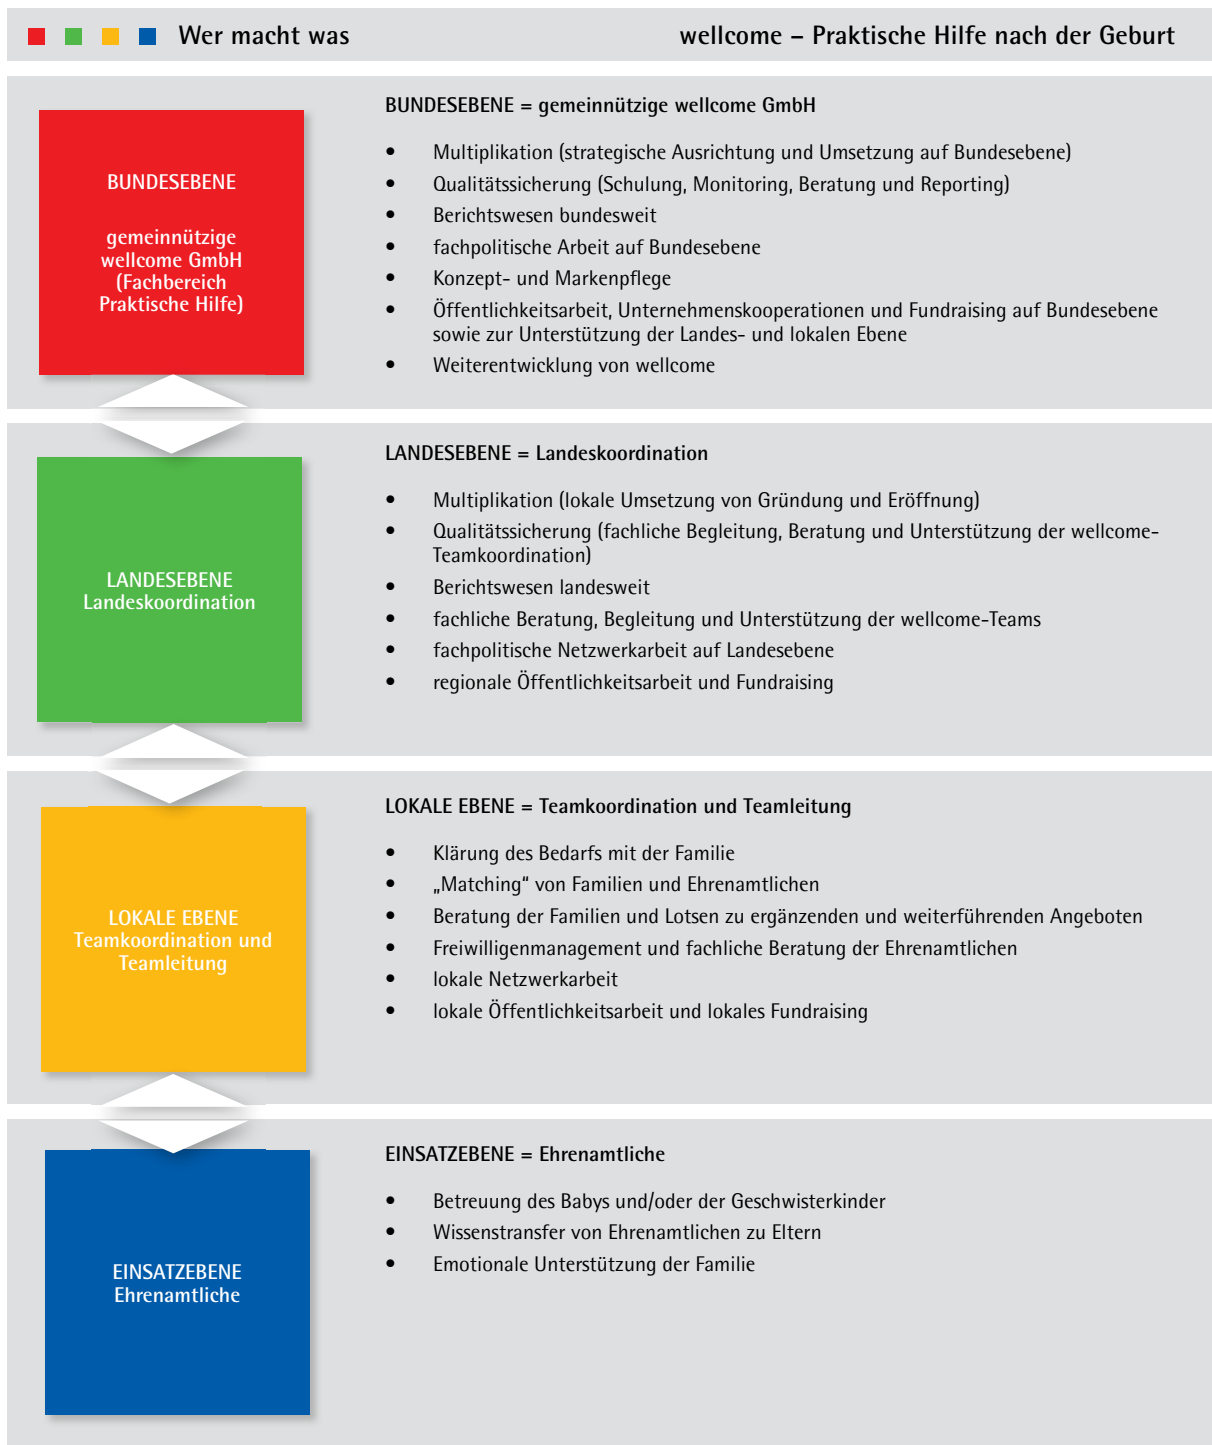 Wer macht was
wellcome – Praktische Hilfe nach der Geburt
BUNDESEBENE
gemeinnützige
wellcome GmbH
(Fachbereich
Praktische Hilfe)
BUNDESEBENE = gemeinnützige wellcome GmbH
• Multiplikation (strategische Ausrichtung und Umsetzung auf Bundesebene)
• Qualitätssicherung (Schulung, Monitoring, Beratung und Reporting)
• Berichtswesen bundesweit
• fachpolitische Arbeit auf Bundesebene
• Konzept- und Markenpflege
• Öffentlichkeitsarbeit, Unternehmenskooperationen und Fundraising auf Bundesebene
sowie zur Unterstützung der Landes- und lokalen Ebene
• Weiterentwicklung von wellcome
LANDESEBENE
Landeskoordination
LANDESEBENE = Landeskoordination
• Multiplikation (lokale Umsetzung von Gründung und Eröffnung)
• Qualitätssicherung (fachliche Begleitung, Beratung und Unterstützung der wellcome-
Teamkoordination)
• Berichtswesen landesweit
• fachliche Beratung, Begleitung und Unterstützung der wellcome-Teams
• fachpolitische Netzwerkarbeit auf Landesebene
• regionale Öffentlichkeitsarbeit und Fundraising
LOKALE EBENE
Teamkoordination und
Teamleitung
LOKALE EBENE = Teamkoordination und Teamleitung
• Klärung des Bedarfs mit der Familie
• „Matching“ von Familien und Ehrenamtlichen
• Beratung der Familien und Lotsen zu ergänzenden und weiterführenden Angeboten
• Freiwilligenmanagement und fachliche Beratung der Ehrenamtlichen
• lokale Netzwerkarbeit
• lokale Öffentlichkeitsarbeit und lokales Fundraising
EINSATZEBENE
Ehrenamtliche
EINSATZEBENE = Ehrenamtliche
• Betreuung des Babys und/oder der Geschwisterkinder
• Wissenstransfer von Ehrenamtlichen zu Eltern
• Emotionale Unterstützung der Familie